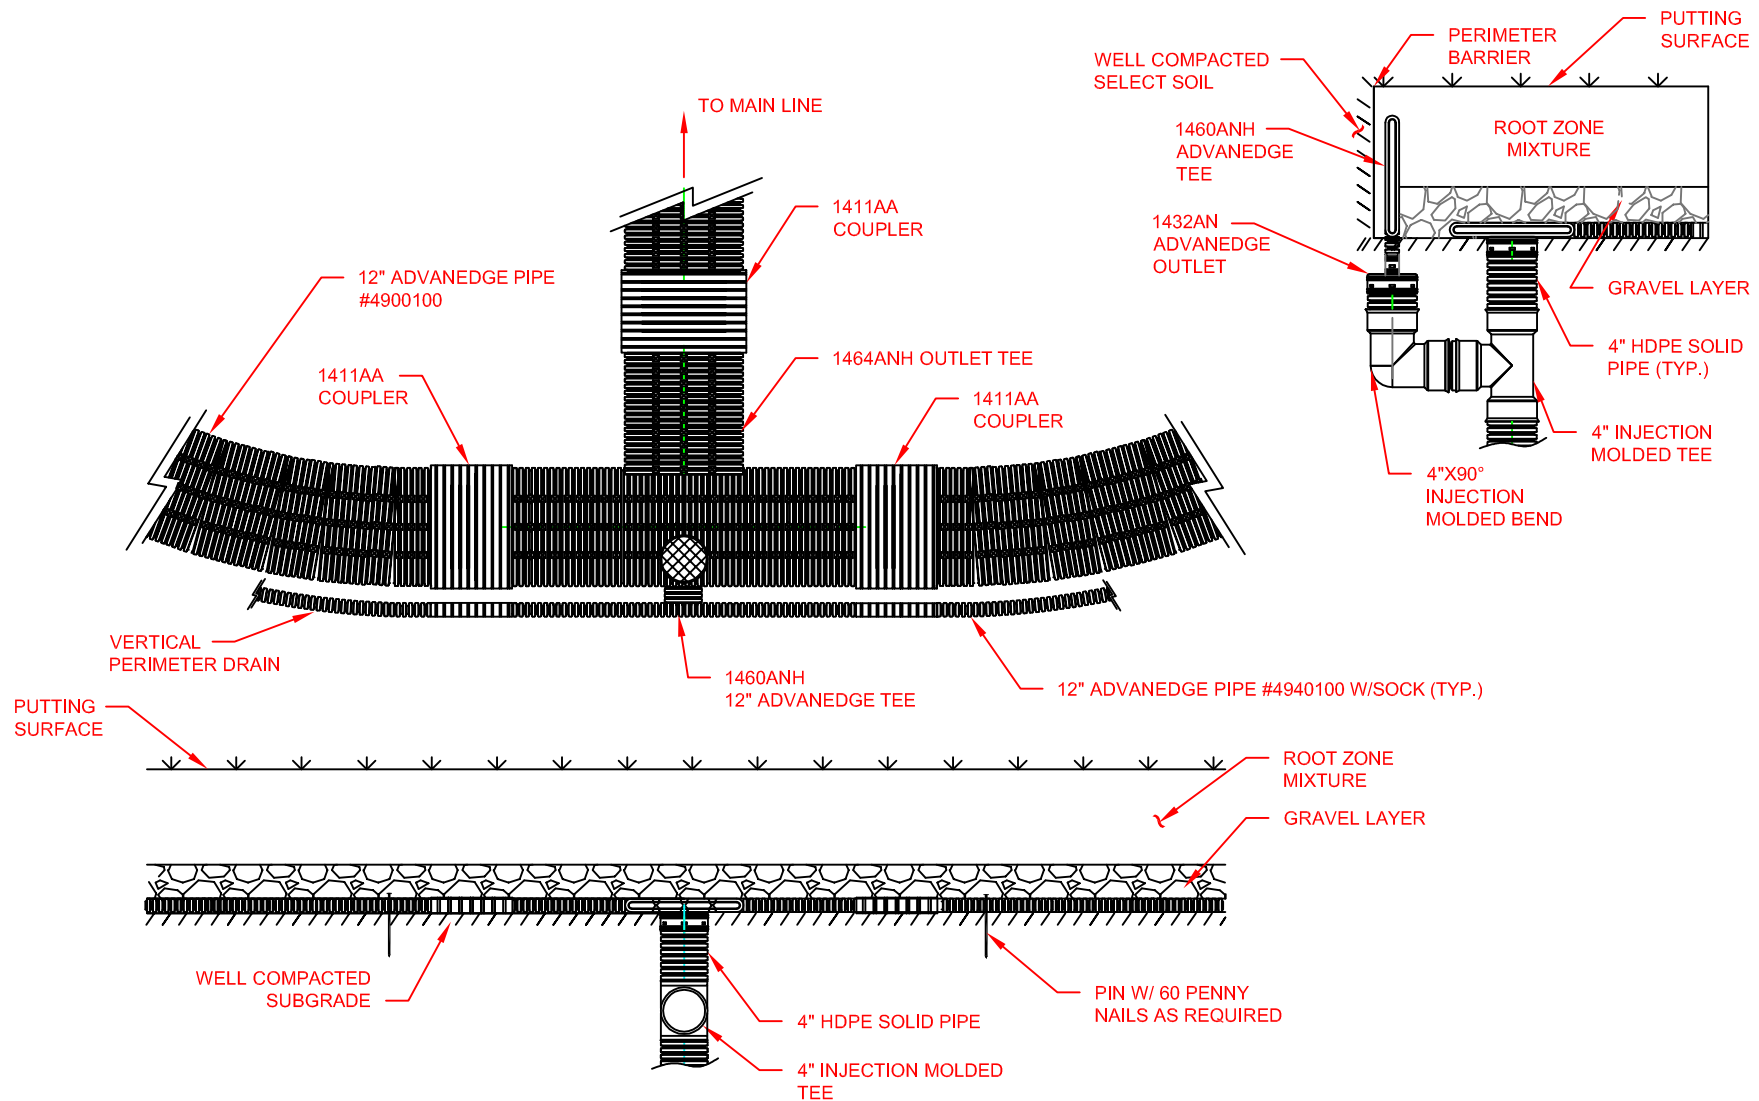 TO MAIN LINE
1411AA
COUPLER
12" ADVANEDGE PIPE
#4900100
1411AA
COUPLER
1464ANH OUTLET TEE
1411AA
COUPLER
VERTICAL
PERIMETER DRAIN
1460ANH
12" ADVANEDGE TEE
12" ADVANEDGE PIPE #4940100 W/SOCK (TYP.)
PUTTING
SURFACE
PERIMETER
BARRIER
WELL COMPACTED
SELECT SOIL
1460ANH
ADVANEDGE
TEE
ROOT ZONE
MIXTURE
1432AN
ADVANEDGE
OUTLET
GRAVEL LAYER
4" HDPE SOLID
PIPE (TYP.)
4" INJECTION
MOLDED TEE
4"X90°
INJECTION
MOLDED BEND
PUTTING
SURFACE
ROOT ZONE
MIXTURE
GRAVEL LAYER
WELL COMPACTED
SUBGRADE
4" HDPE SOLID PIPE
4" INJECTION MOLDED
TEE
PIN W/ 60 PENNY
NAILS AS REQUIRED